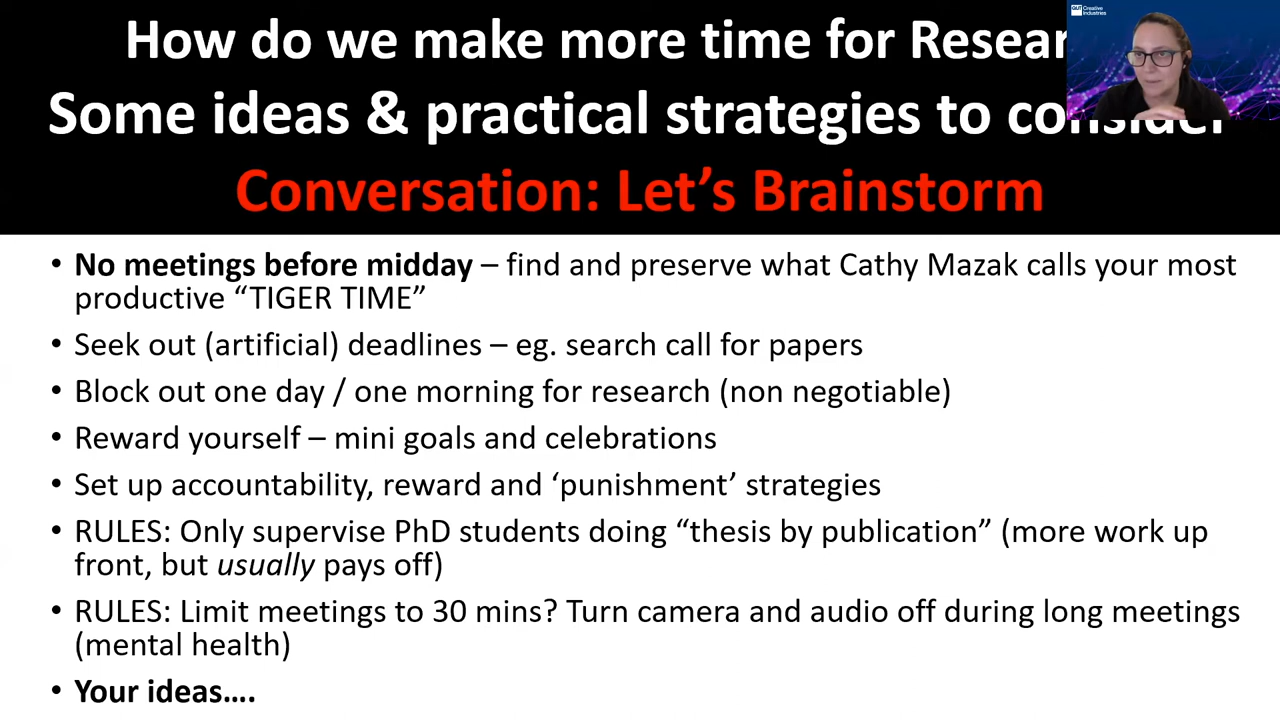 How do we make more time for Resear
Some ideas & practical strategies to consider
Conversation: Let's Brainstorm
QUT Creative
Industries
• No meetings before midday – find and preserve what Cathy Mazak calls your most
productive “TIGER TIME”
• Seek out (artificial) deadlines – eg. search call for papers
• Block out one day / one morning for research (non negotiable)
• Reward yourself – mini goals and celebrations
• Set up accountability, reward and ‘punishment’ strategies
• RULES: Only supervise PhD students doing “thesis by publication” (more work up
front, but usually pays off)
• RULES: Limit meetings to 30 mins? Turn camera and audio off during long meetings
(mental health)
• Your ideas....